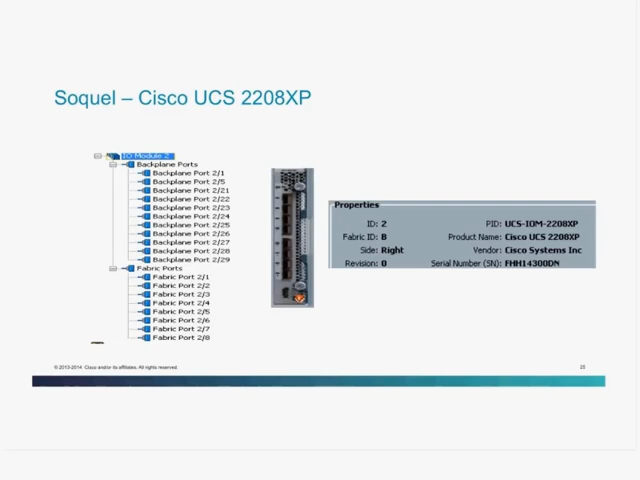 Soquel – Cisco UCS 2208XP
IO Module 2
Backplane Ports
Backplane Port 2/1
Backplane Port 2/5
Backplane Port 2/21
Backplane Port 2/22
Backplane Port 2/23
Backplane Port 2/24
Backplane Port 2/25
Backplane Port 2/26
Backplane Port 2/27
Backplane Port 2/28
Backplane Port 2/29
Fabric Ports
Fabric Port 2/1
Fabric Port 2/2
Fabric Port 2/3
Fabric Port 2/4
Fabric Port 2/5
Fabric Port 2/6
Fabric Port 2/7
Fabric Port 2/8
Properties
ID: 2 PID: UCS-IOM-2208XP
Fabric ID: B Product Name: Cisco UCS 2208XP
Side: Right Vendor: Cisco Systems Inc
Revision: 0 Serial Number (SN): FHH14300DN
© 2013-2014 Cisco and/or its affiliates. All rights reserved. 25